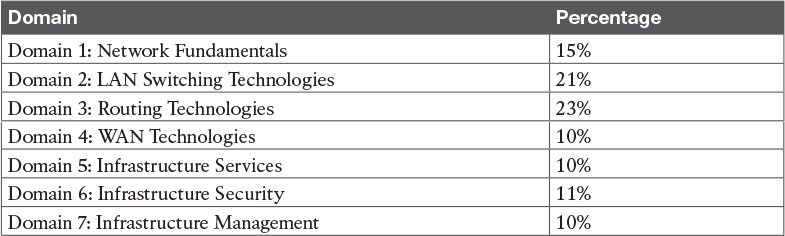 Domain Percentage
Domain 1: Network Fundamentals 15%
Domain 2: LAN Switching Technologies 21%
Domain 3: Routing Technologies 23%
Domain 4: WAN Technologies 10%
Domain 5: Infrastructure Services 10%
Domain 6: Infrastructure Security 11%
Domain 7: Infrastructure Management 10%